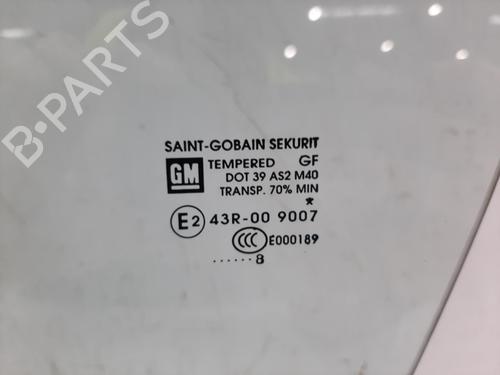 B-PARTS
SAINT-GOBAIN SEKURIT
GM TEMPERED GF
DOT 39 AS2 M40
TRANSP. 70% MIN
*
E2 43R-00 9007
CCC E000189
......8